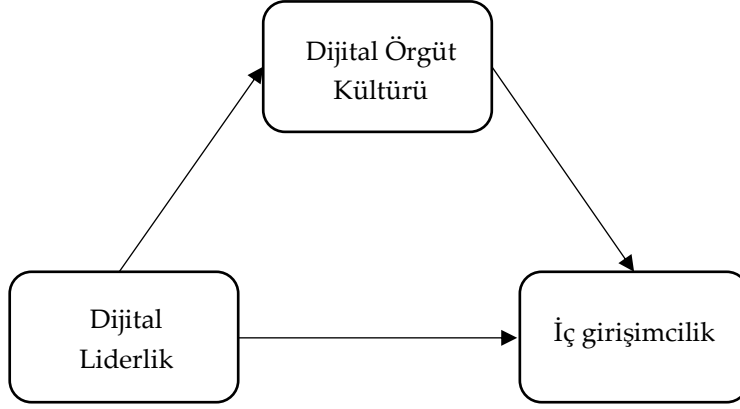 Dijital Örgüt
Kültürü
Dijital
Liderlik
İç girişimcilik